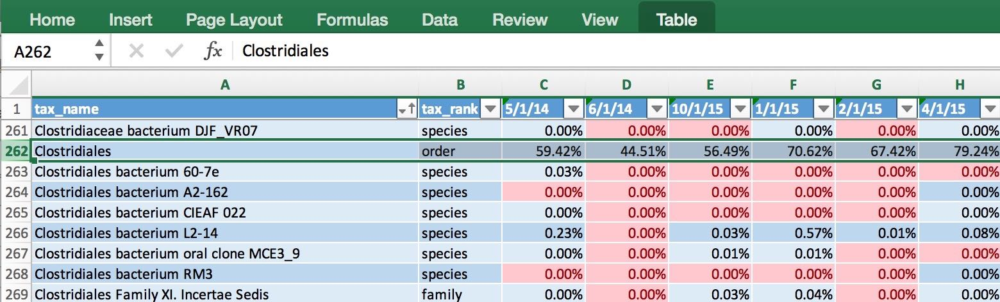 Home Insert Page Layout Formulas Data Review View Table
A262 fx Clostridiales
A B C D E F G H
1 tax_name tax_rank 5/1/14 6/1/14 10/1/15 1/1/15 2/1/15 4/1/15
261 Clostridiaceae bacterium DJF_VR07 species 0.00% 0.00% 0.00% 0.00% 0.00% 0.00%
262 Clostridiales order 59.42% 44.51% 56.49% 70.62% 67.42% 79.24%
263 Clostridiales bacterium 60-7e species 0.03% 0.00% 0.00% 0.00% 0.00% 0.00%
264 Clostridiales bacterium A2-162 species 0.00% 0.00% 0.00% 0.00% 0.00% 0.00%
265 Clostridiales bacterium CIEAF 022 species 0.00% 0.00% 0.00% 0.00% 0.00% 0.00%
266 Clostridiales bacterium L2-14 species 0.23% 0.00% 0.03% 0.57% 0.01% 0.08%
267 Clostridiales bacterium oral clone MCE3_9 species 0.00% 0.00% 0.01% 0.01% 0.00% 0.00%
268 Clostridiales bacterium RM3 species 0.00% 0.00% 0.00% 0.00% 0.00% 0.00%
269 Clostridiales Family XI. Incertae Sedis family 0.00% 0.00% 0.03% 0.04% 0.00% 0.00%